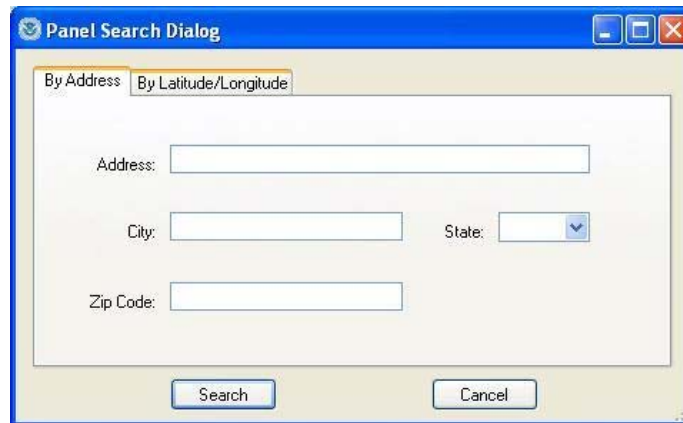 Panel Search Dialog
By Address By Latitude/Longitude
Address:
City: State:
Zip Code:
Search Cancel